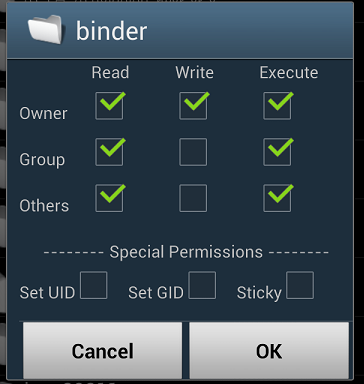 binder
Read Write Execute
Owner
Group
Others
-------- Special Permissions --------
Set UID Set GID Sticky
Cancel OK